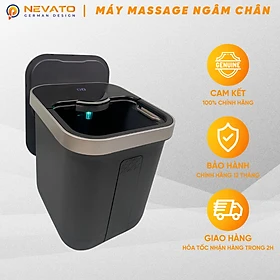 NEVATO
GERMAN DESIGN
MÁY MASSAGE NGÂM CHÂN
GENUINE
CAM KẾT
100% CHÍNH HÃNG
BẢO HÀNH
CHÍNH HÃNG 12 THÁNG
GIAO HÀNG
HỎA TỐC NHẬN HÀNG TRONG 2H